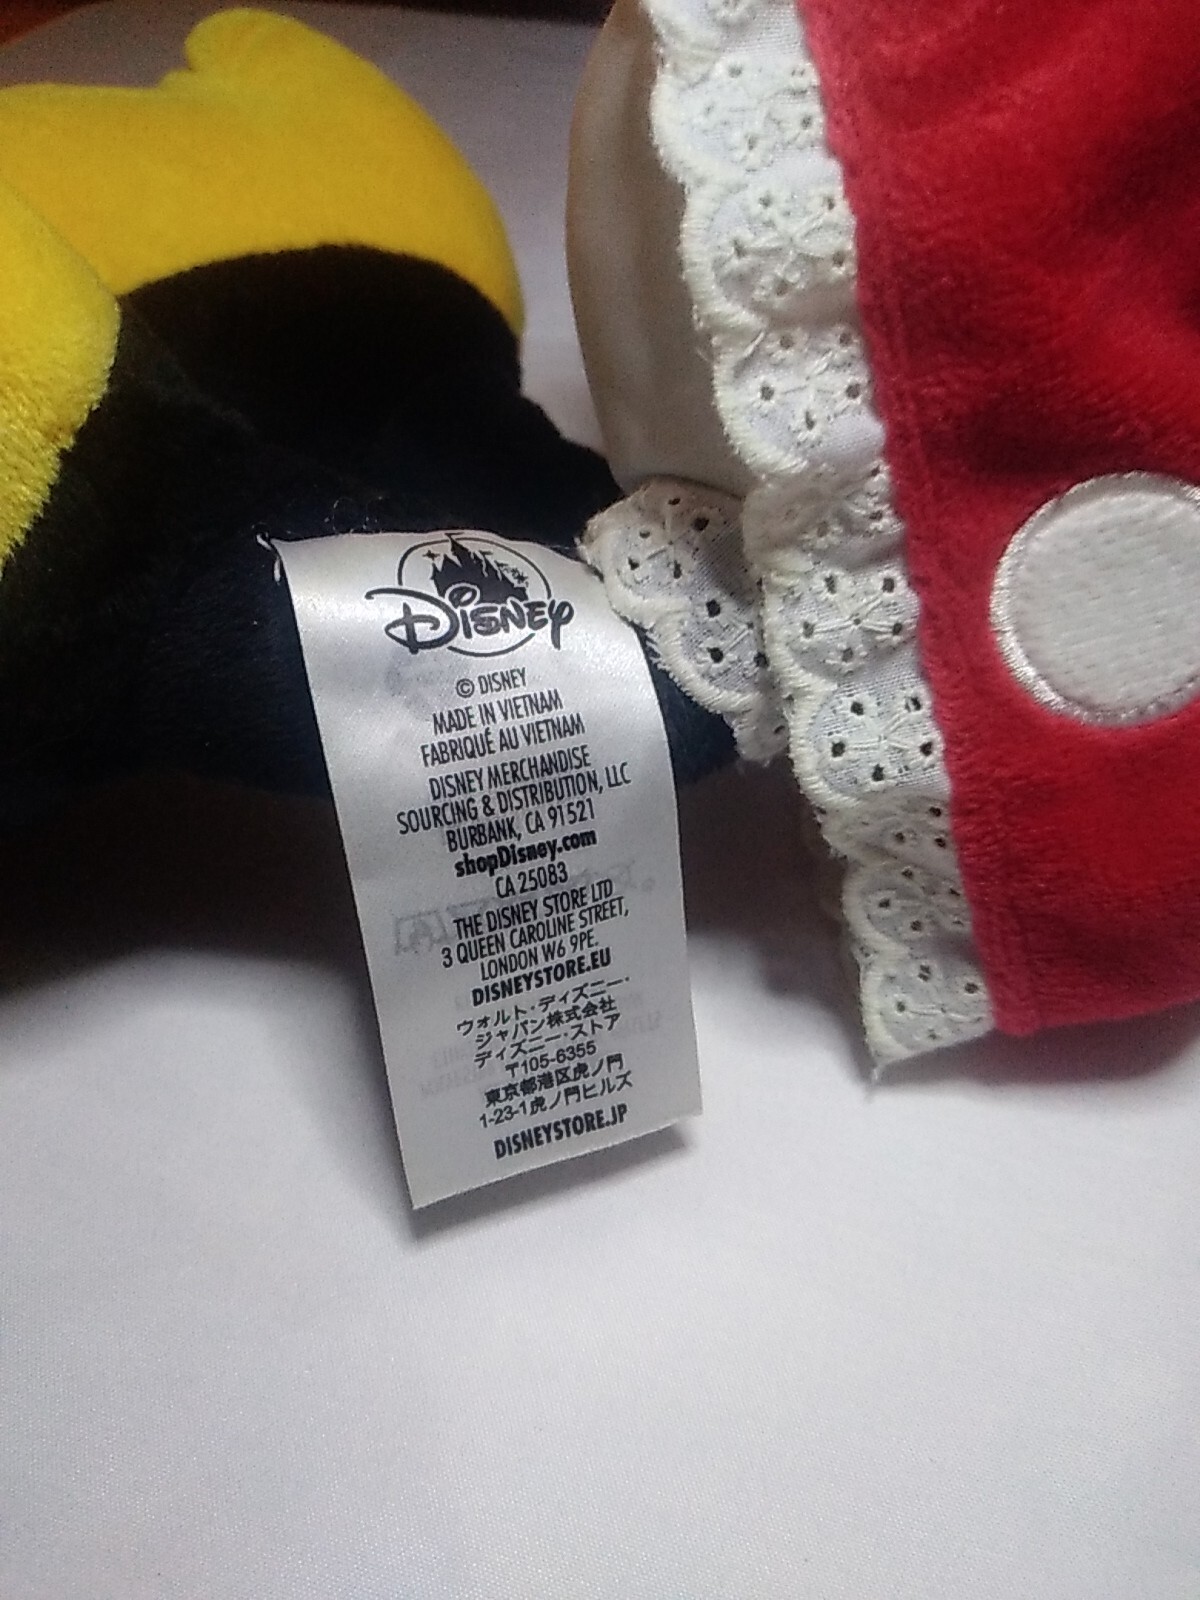 Disney
© DISNEY
MADE IN VIETNAM
FABRIQUÉ AU VIETNAM
DISNEY MERCHANDISE
SOURCING & DISTRIBUTION, LLC
BURBANK, CA 91521
shopDisney.com
CA 25083
THE DISNEY STORE LTD
3 QUEEN CAROLINE STREET,
LONDON W6 9PE.
DISNEYSTORE.EU
ヴォルト・ディズニー・
ジャパン株式会社
ディズニー・ストア
〒105-6355
東京都港区虎ノ門
1-23-1虎ノ門ヒルズ
DISNEYSTORE.JP